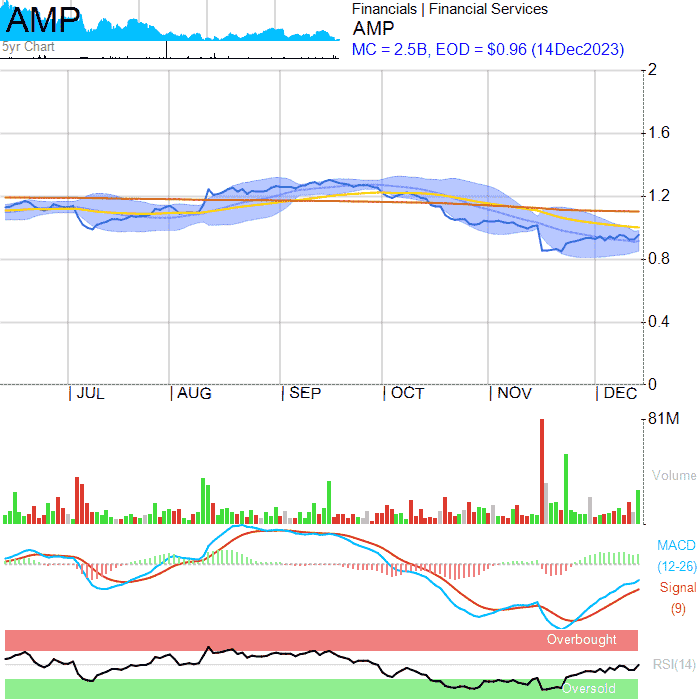 AMP
5yr Chart
Financials | Financial Services
AMP
MC = 2.5B, EOD = $0.96 (14Dec2023)
2
1.6
1.2
0.8
0.4
0
| JUL | AUG | SEP | OCT | NOV | DEC
81M
Volume
MACD
(12-26)
Signal
(9)
Overbought
RSI(14)
Oversold